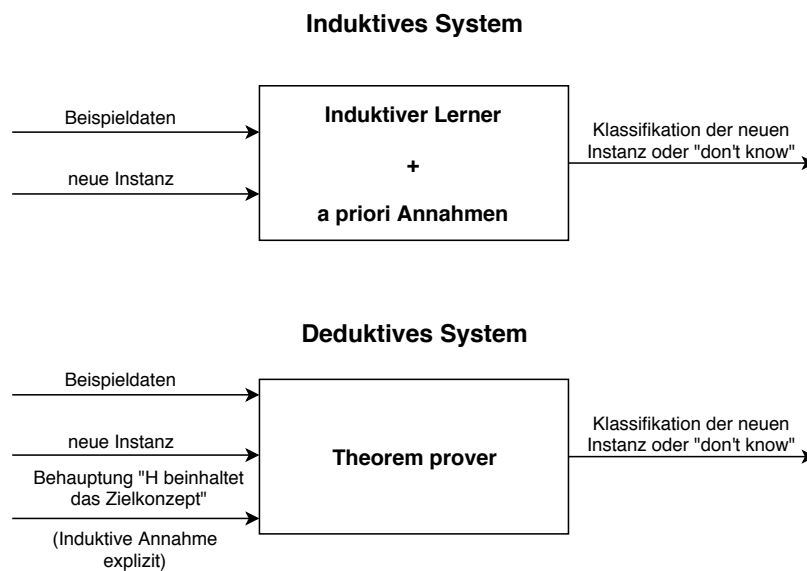 Induktives System
Beispieldaten
neue Instanz
Induktiver Lerner
+
a priori Annahmen
Klassifikation der neuen
Instanz oder "don't know"
Deduktives System
Beispieldaten
neue Instanz
Behauptung "H beinhaltet
das Zielkonzept"
(Induktive Annahme
explizit)
Theorem prover
Klassifikation der neuen
Instanz oder "don't know"